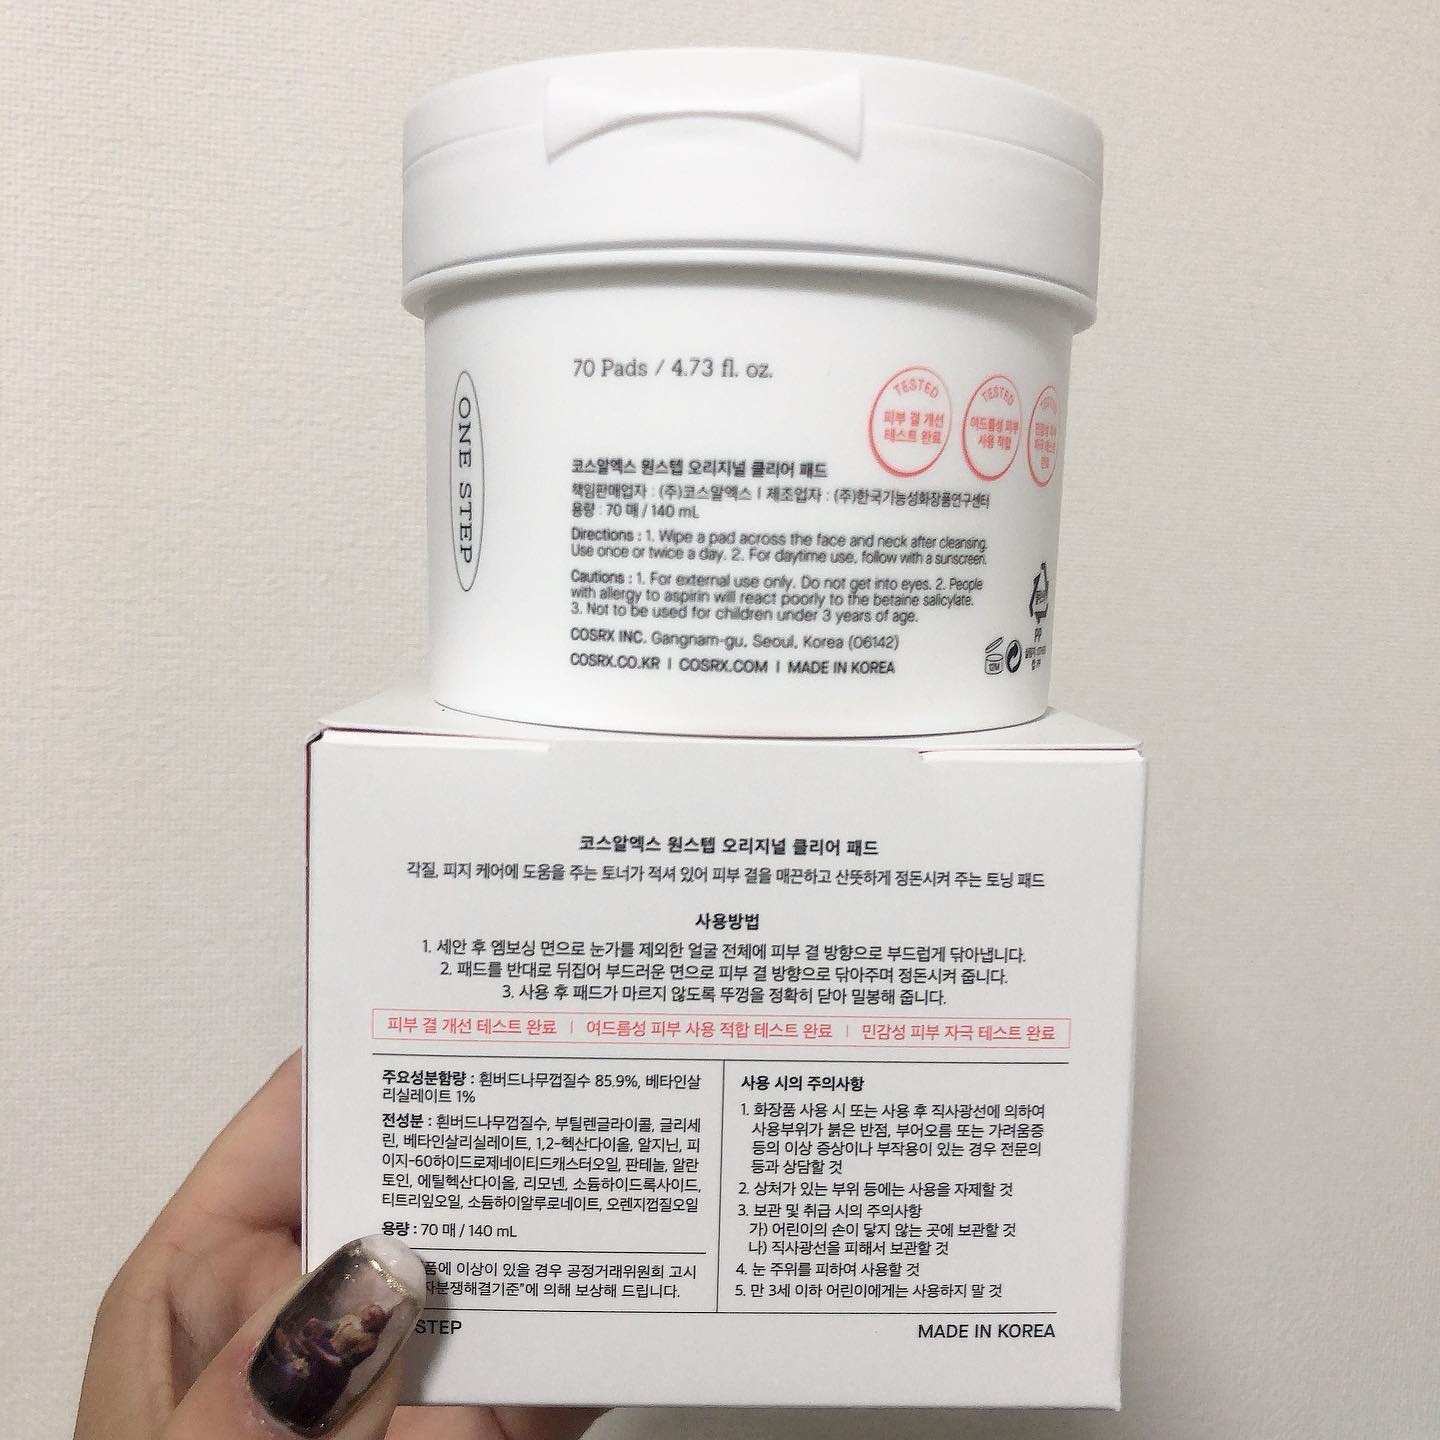 70 Pads / 4.73 fl. oz.
ONE STEP
TESTED
피부 결 개선
테스트 완료
TESTED
여드름성 피부
사용 적합
코스알엑스 원스텝 오리지널 클리어 패드
책임판매업자 : (주)코스알엑스 I 제조업자 : (주)한국기능성화장품연구센터
용량 : 70 매 / 140 mL
Directions : 1. Wipe a pad across the face and neck after cleansing.
Use once or twice a day. 2. For daytime use, follow with a sunscreen.
Cautions : 1. For external use only. Do not get into eyes. 2. People
with allergy to aspirin will react poorly to the betaine salicylate.
3. Not to be used for children under 3 years of age.
COSRX INC. Gangnam-gu, Seoul, Korea (06142)
COSRX.CO.KR I COSRX.COM I MADE IN KOREA
12M
PP
코스알엑스 원스텝 오리지널 클리어 패드
각질, 피지 케어에 도움을 주는 토너가 적셔 있어 피부 결을 매끈하고 산뜻하게 정돈시켜 주는 토닝 패드
사용방법
1. 세안 후 엠보싱 면으로 눈가를 제외한 얼굴 전체에 피부 결 방향으로 부드럽게 닦아냅니다.
2. 패드를 반대로 뒤집어 부드러운 면으로 피부 결 방향으로 닦아주며 정돈시켜 줍니다.
3. 사용 후 패드가 마르지 않도록 뚜껑을 정확히 닫아 밀봉해 줍니다.
피부 결 개선 테스트 완료 | 여드름성 피부 사용 적합 테스트 완료 | 민감성 피부 자극 테스트 완료
주요성분함량 : 흰버드나무껍질수 85.9%, 베타인살
리실레이트 1%
전성분 : 흰버드나무껍질수, 부틸렌글라이콜, 글리세
린, 베타인살리실레이트, 1,2-헥산다이올, 알지닌, 피
이지-60하이드로제네이티드캐스터오일, 판테놀, 알란
토인, 에틸헥산다이올, 리모넨, 소듐하이드록사이드,
티트리잎오일, 소듐하이알루로네이트, 오렌지껍질오일
용량 : 70 매 / 140 mL
품에 이상이 있을 경우 공정거래위원회 고시
자분쟁해결기준"에 의해 보상해 드립니다.
사용 시의 주의사항
1. 화장품 사용 시 또는 사용 후 직사광선에 의하여
사용부위가 붉은 반점, 부어오름 또는 가려움증
등의 이상 증상이나 부작용이 있는 경우 전문의
등과 상담할 것
2. 상처가 있는 부위 등에는 사용을 자제할 것
3. 보관 및 취급 시의 주의사항
가) 어린이의 손이 닿지 않는 곳에 보관할 것
나) 직사광선을 피해서 보관할 것
4. 눈 주위를 피하여 사용할 것
5. 만 3세 이하 어린이에게는 사용하지 말 것
STEP
MADE IN KOREA